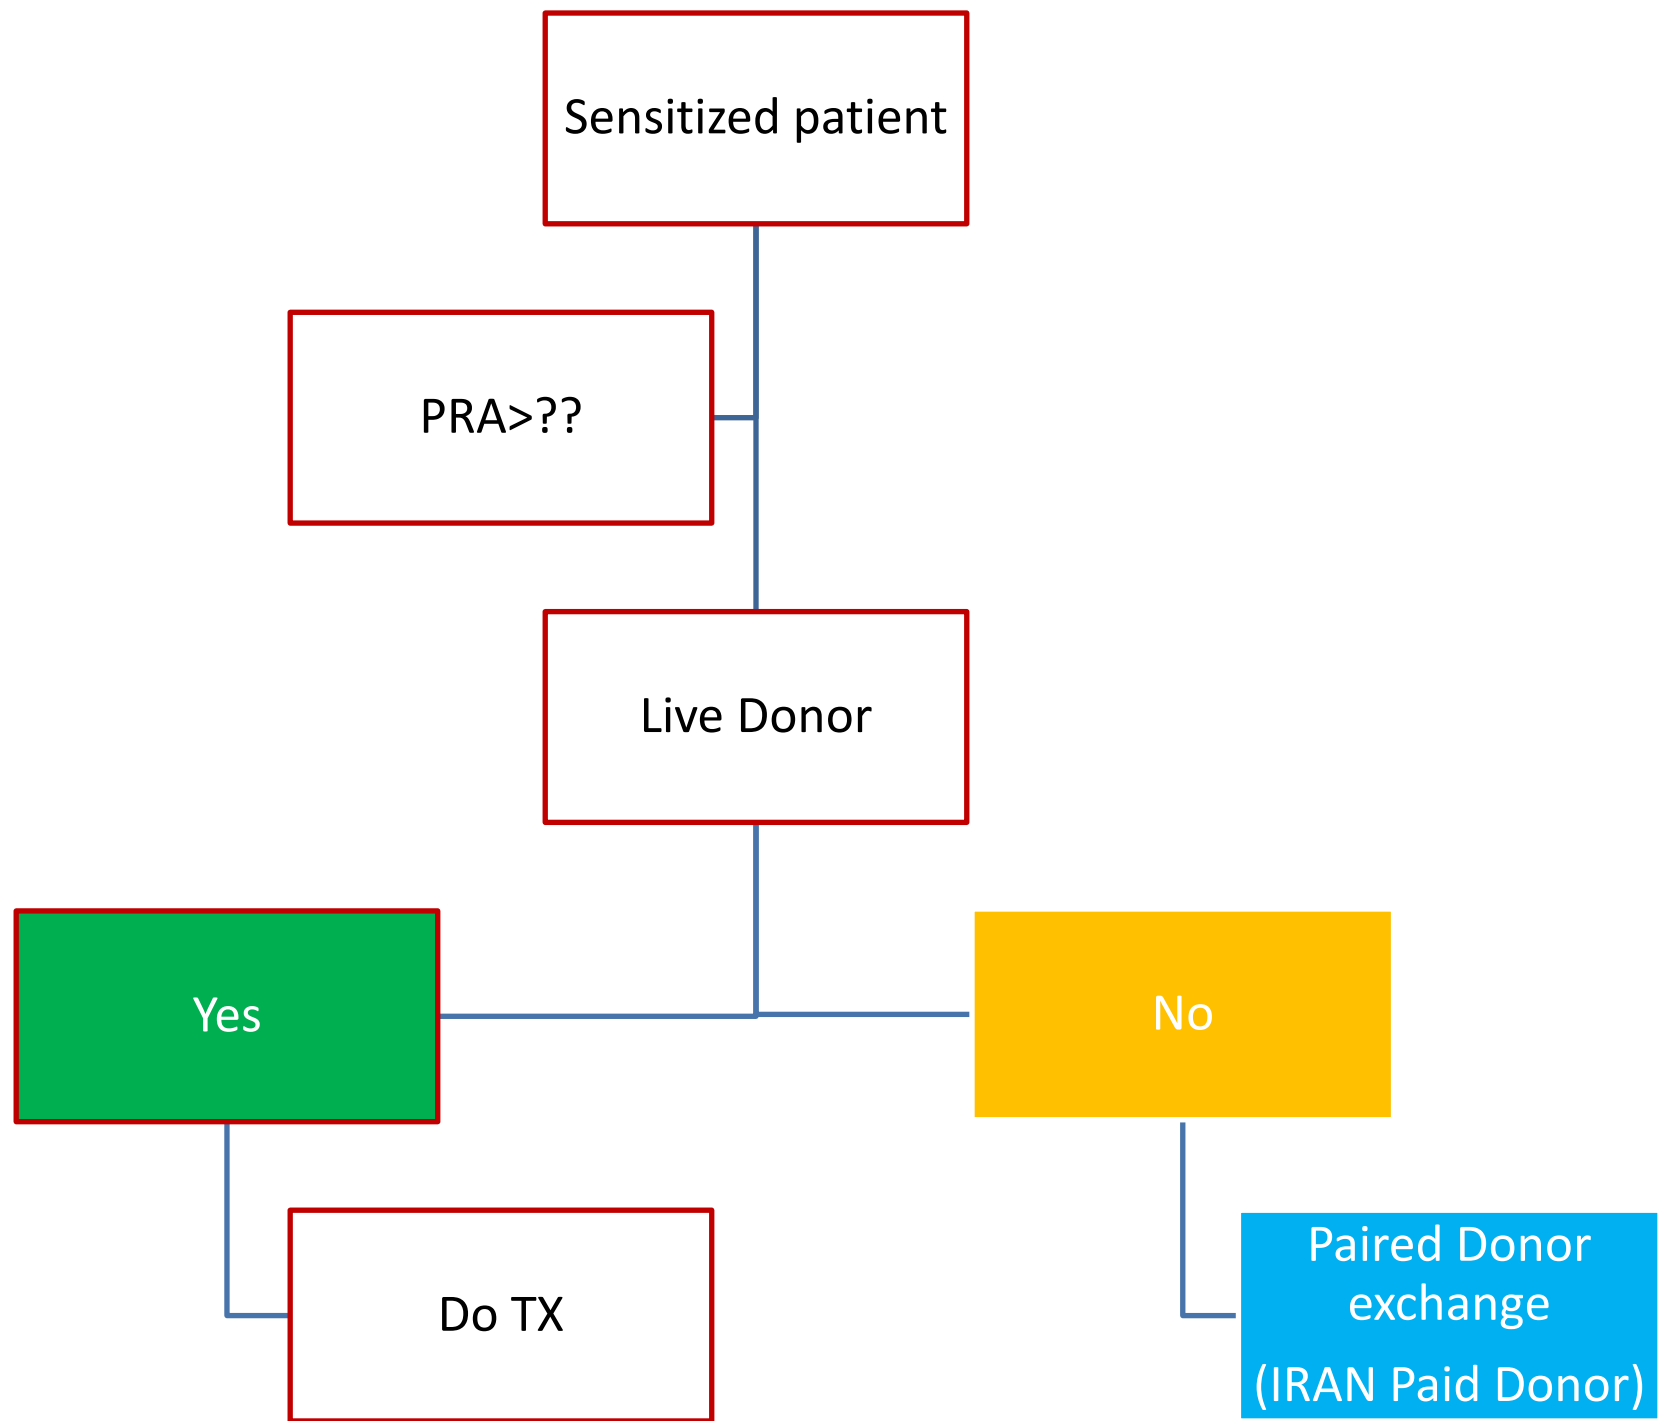 Sensitized patient
PRA>??
Live Donor
Yes
No
Do TX
Paired Donor
exchange
(IRAN Paid Donor)